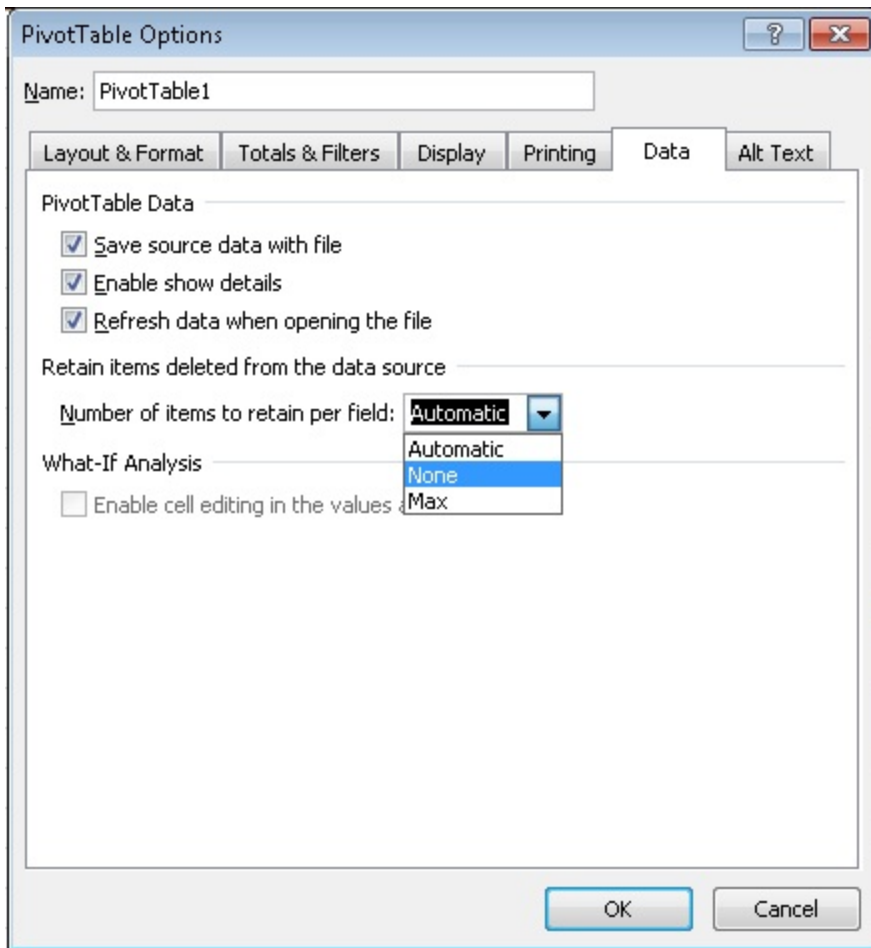 PivotTable Options
Name: PivotTable1
Layout & Format Totals & Filters Display Printing Data Alt Text
PivotTable Data
Save source data with file
Enable show details
Refresh data when opening the file
Retain items deleted from the data source
Number of items to retain per field: Automatic
Automatic
What-If Analysis
None
Enable cell editing in the values
Max
OK Cancel